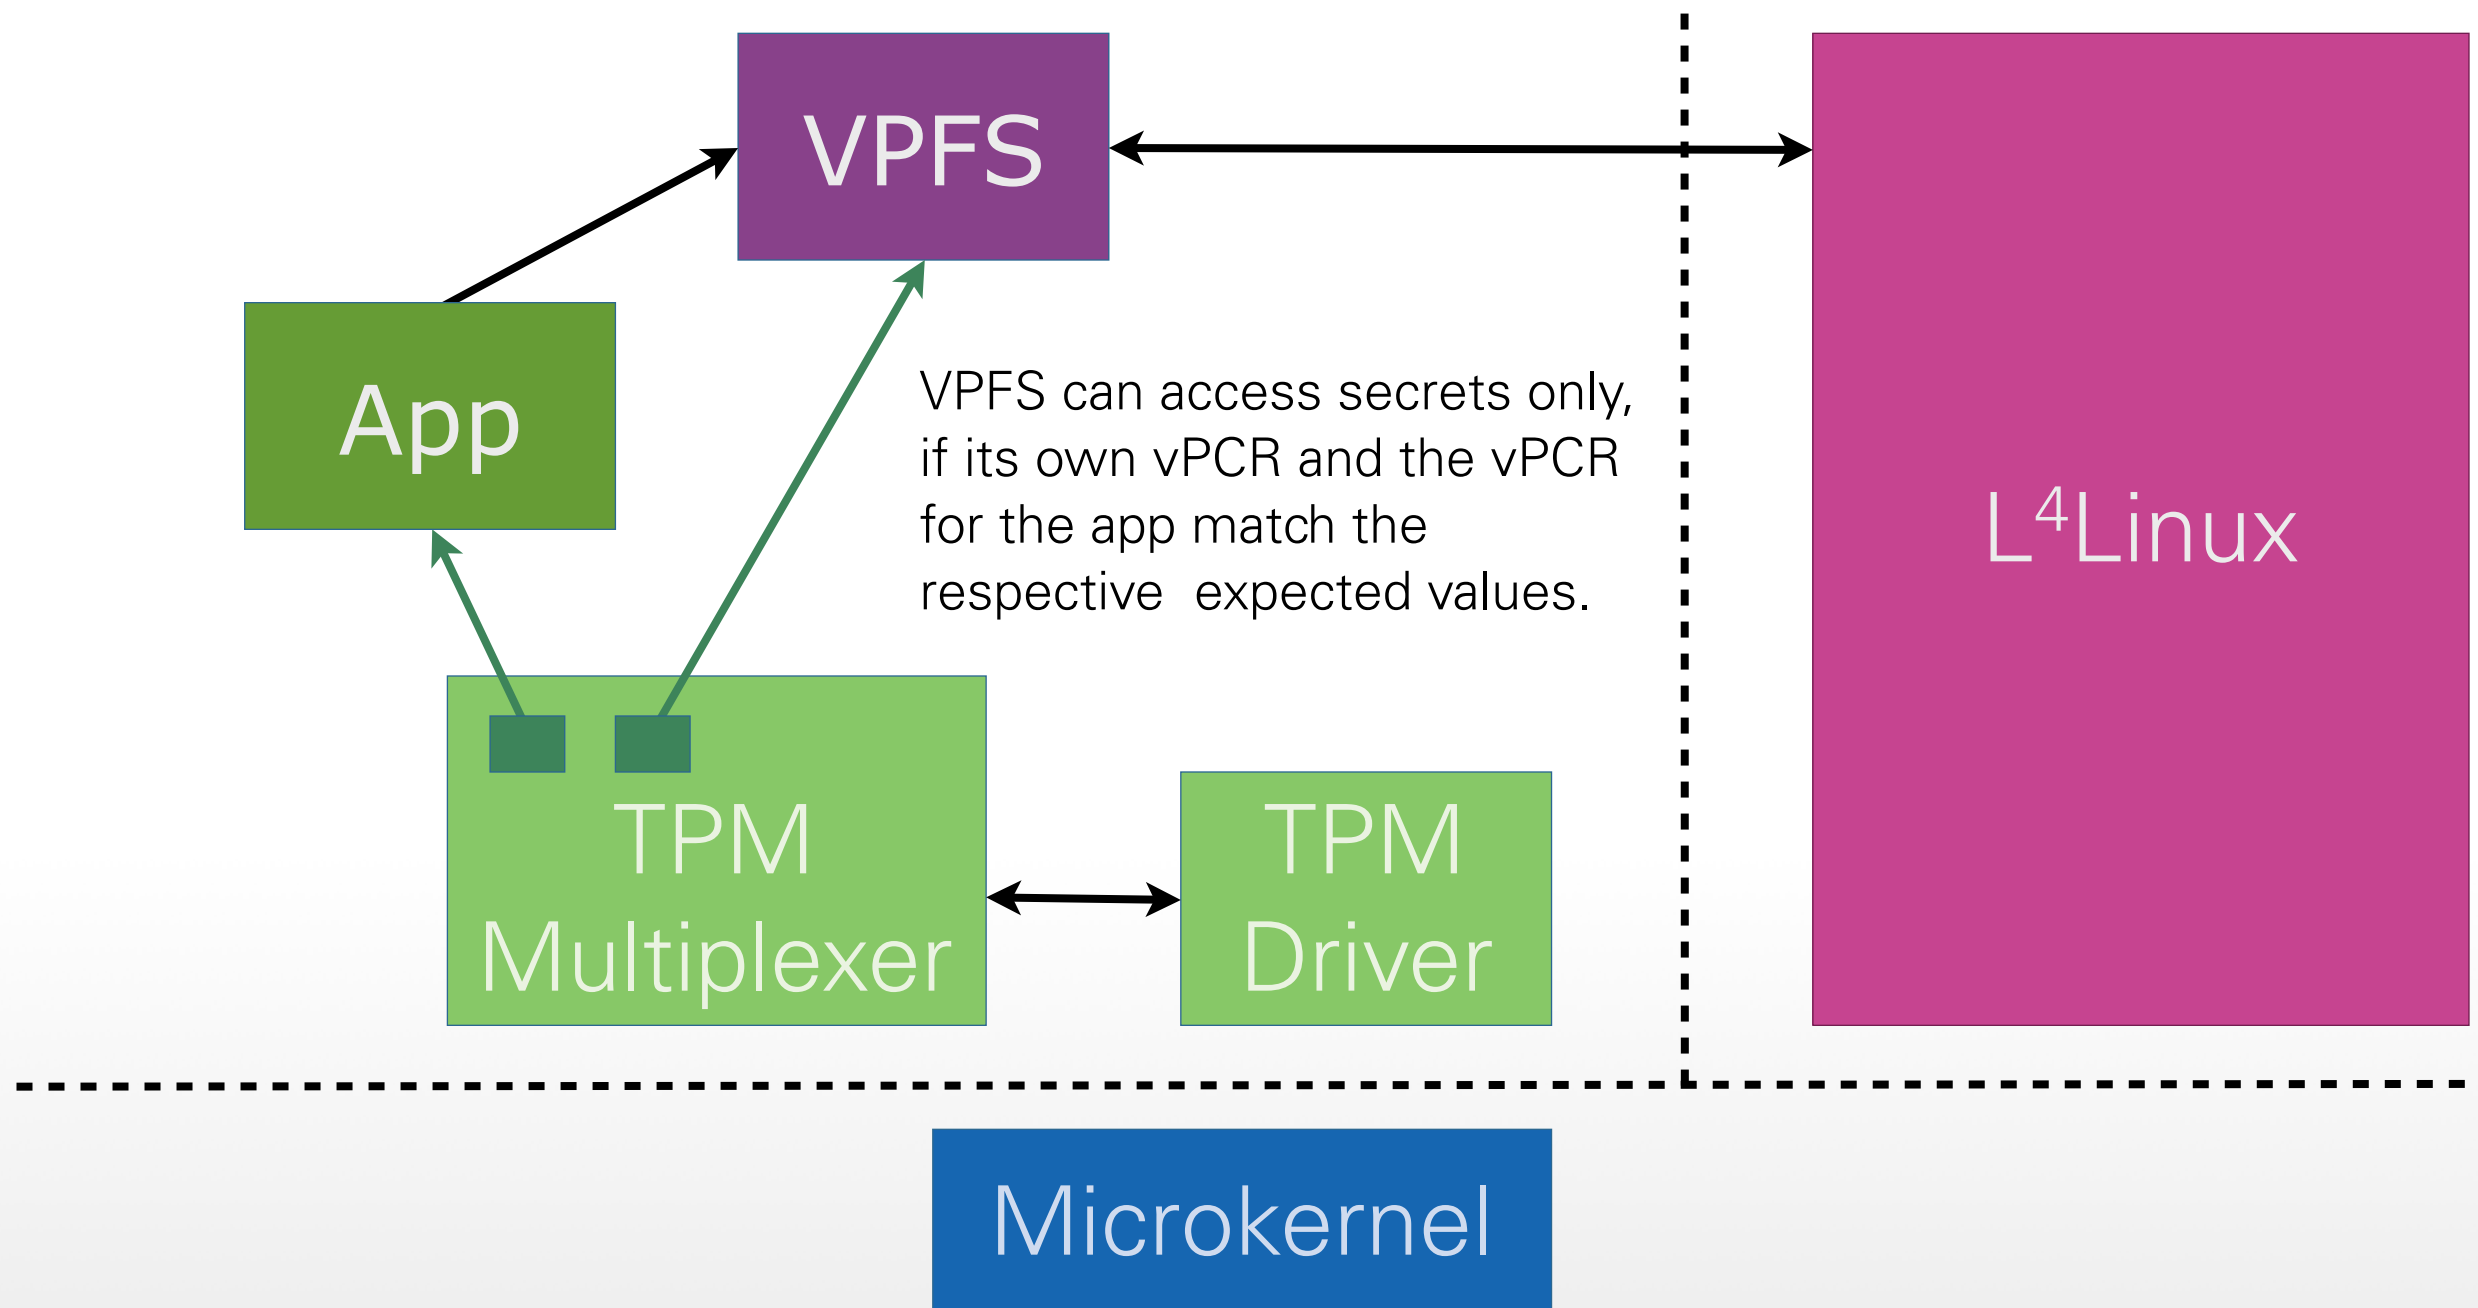 VPFS
App
VPFS can access secrets only,
if its own vPCR and the vPCR
for the app match the
respective  expected values.
L⁴Linux
TPM
Multiplexer
TPM
Driver
Microkernel